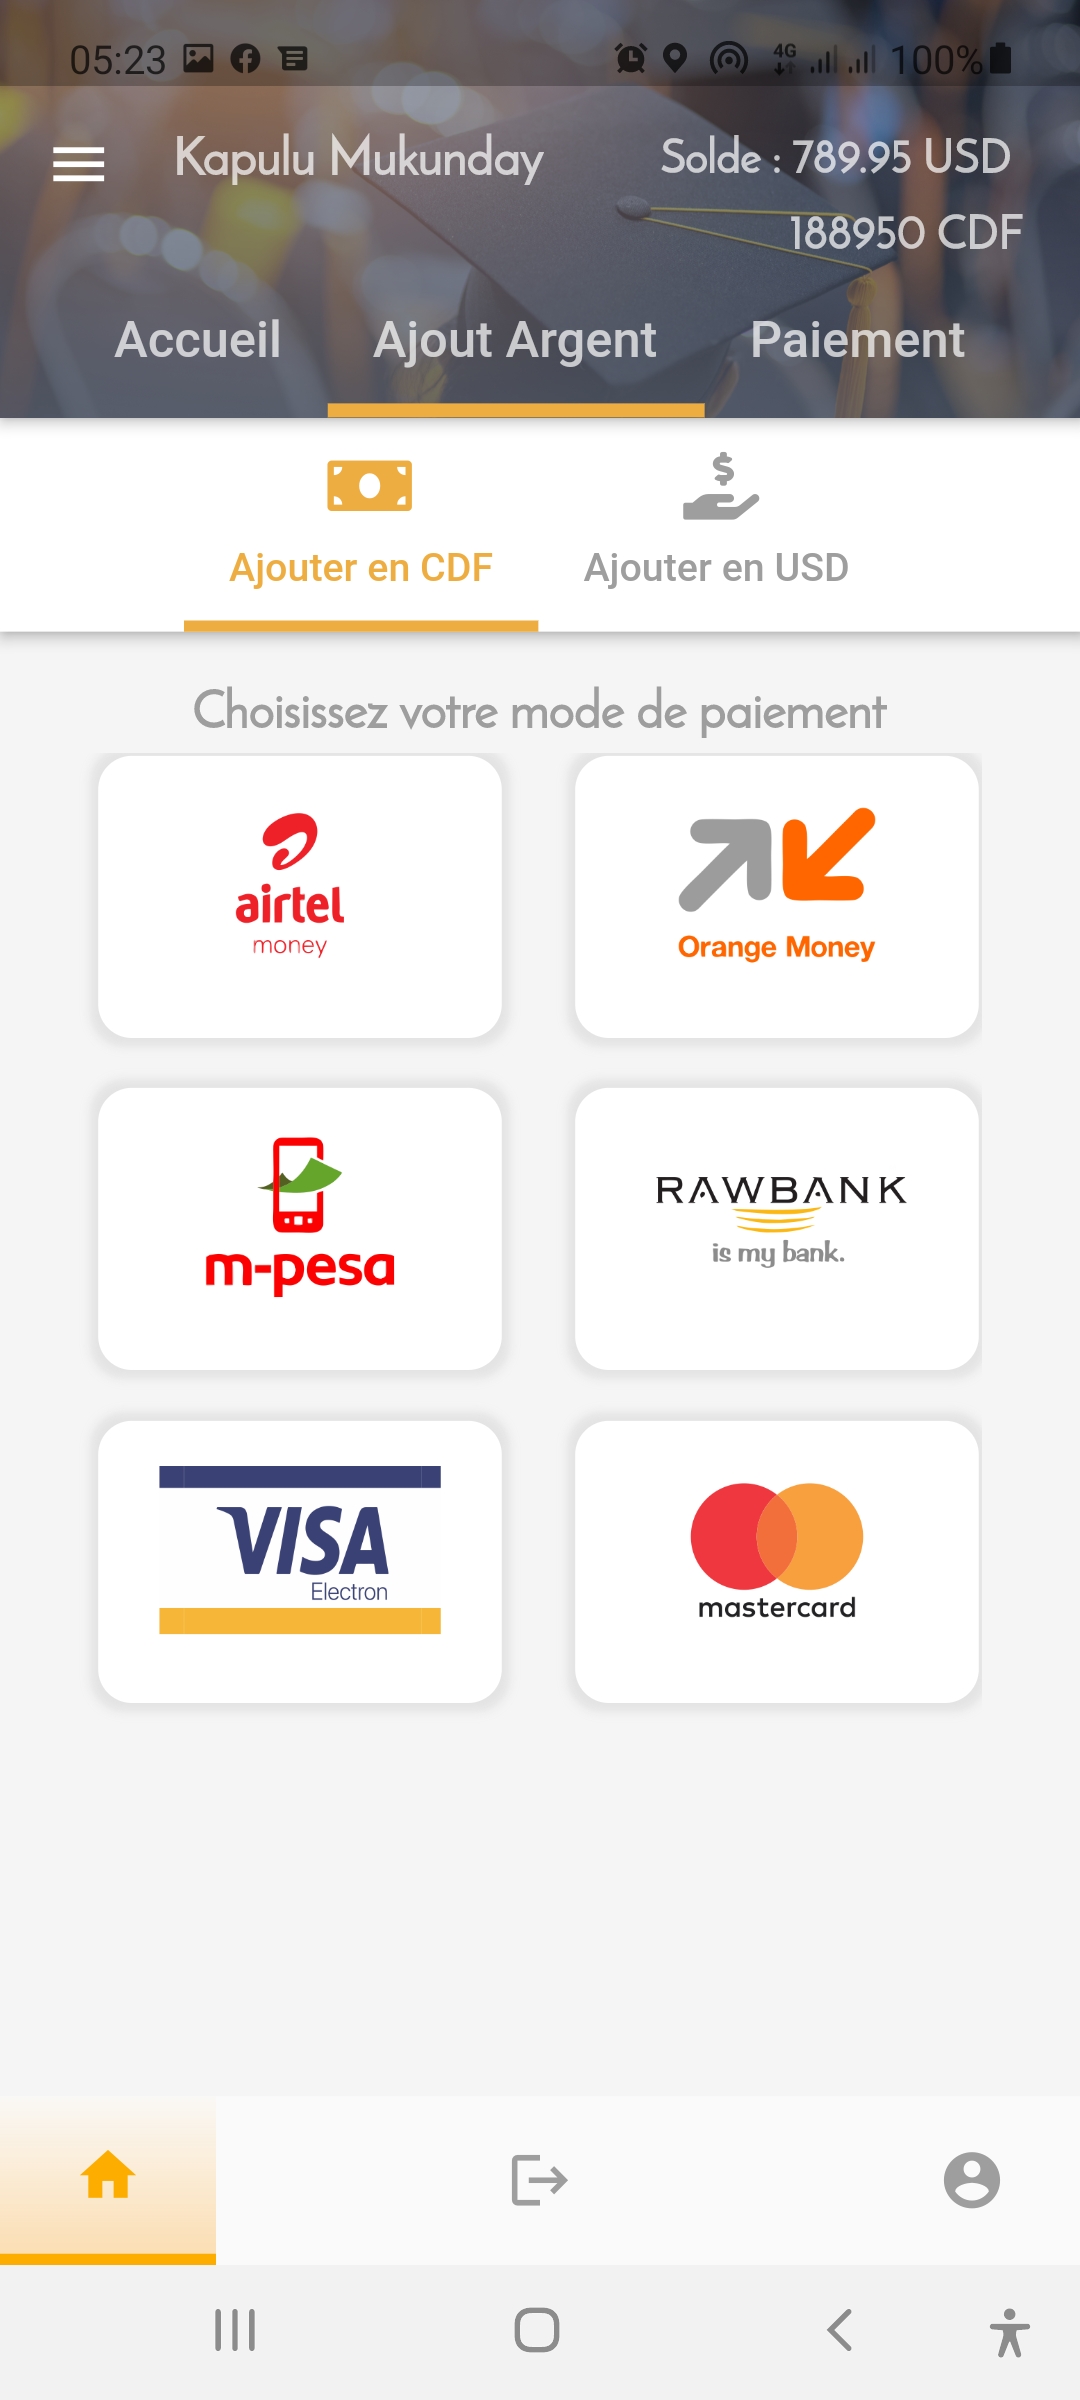 05:23 4G 100%
Kapulu Mukunday Solde : 789.95 USD
188950 CDF
Accueil Ajout Argent Paiement
Ajouter en CDF Ajouter en USD
Choisissez votre mode de paiement
airtel
money
Orange Money
m-pesa
RAWBANK
is my bank.
VISA
Electron
mastercard